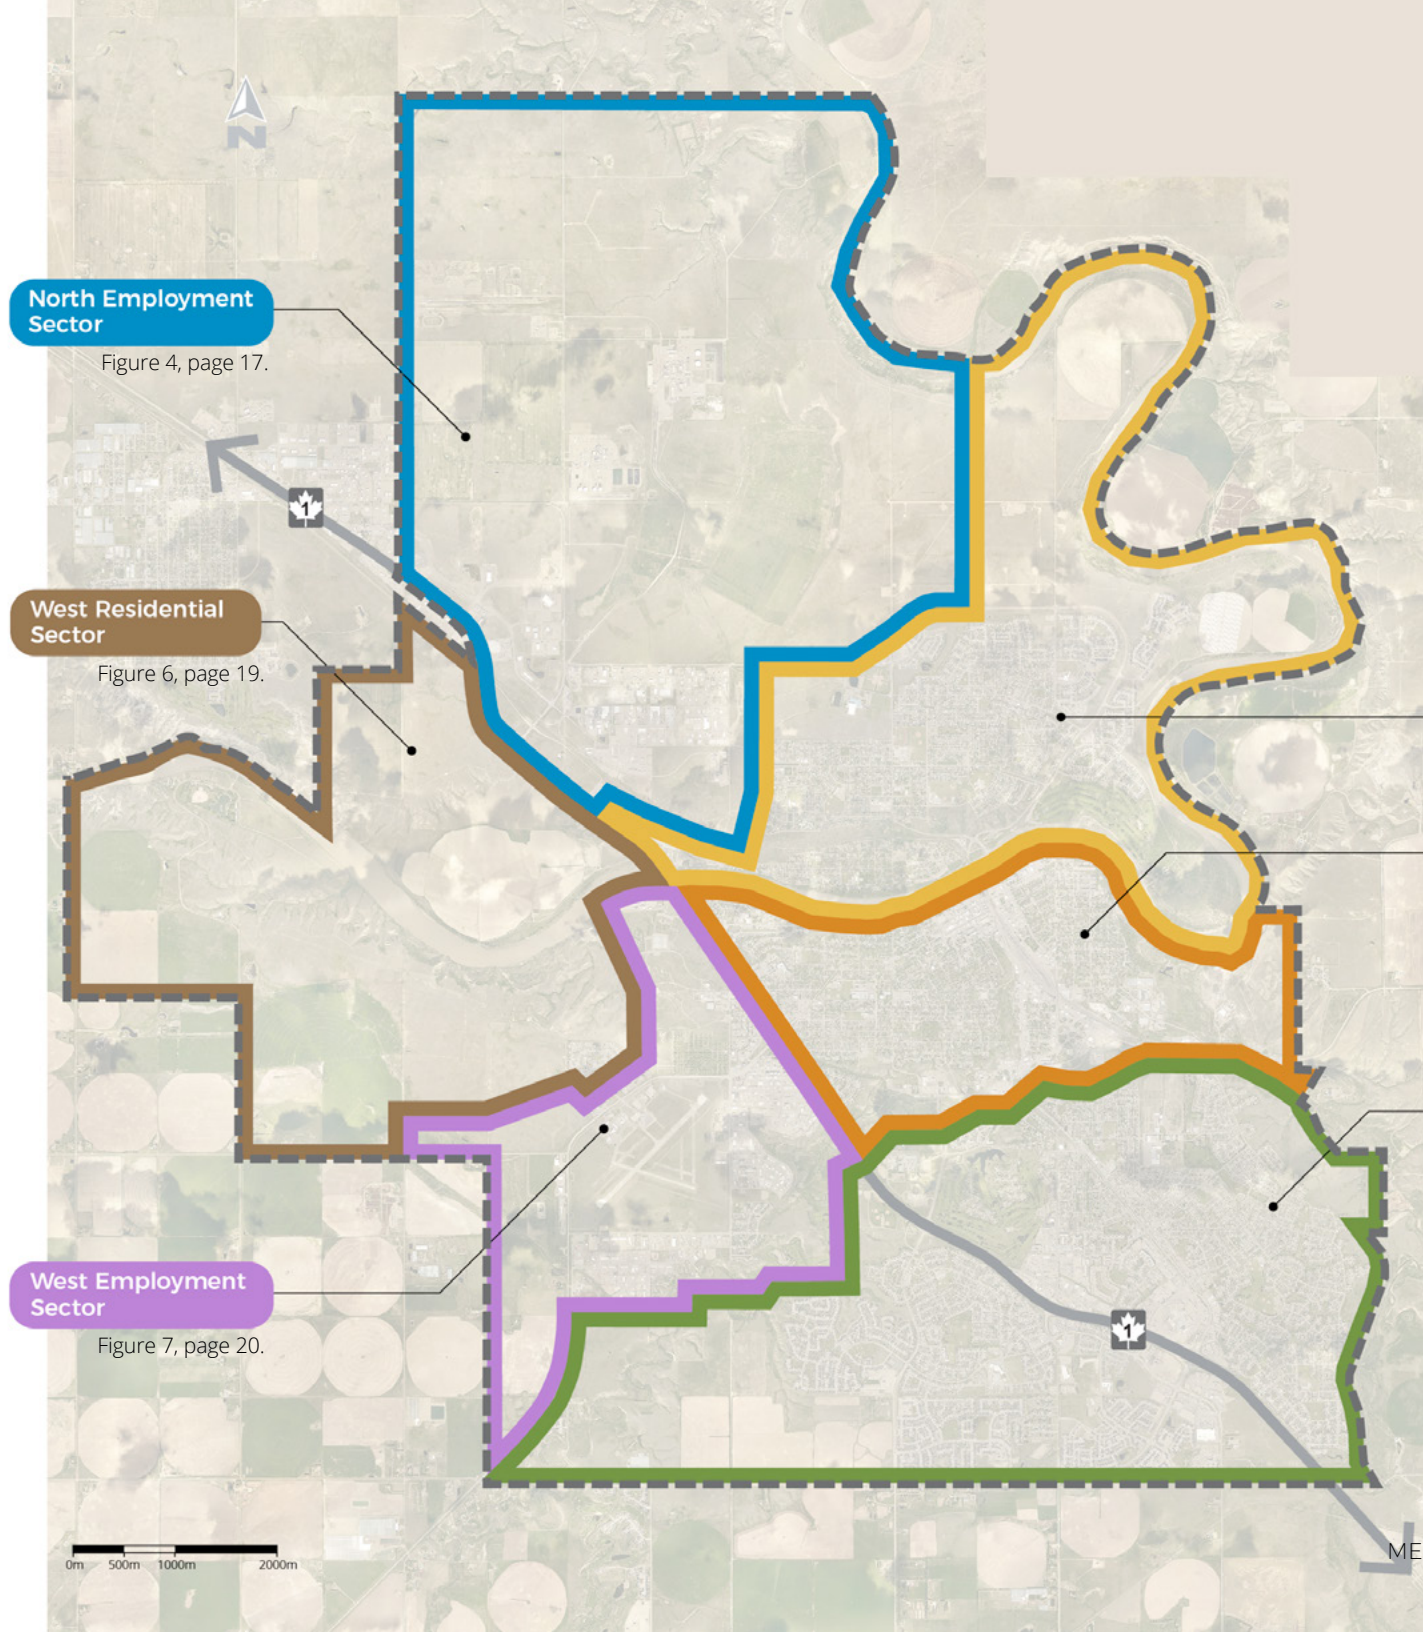 N
North Employment
Sector
Figure 4, page 17.
1
West Residential
Sector
Figure 6, page 19.
West Employment
Sector
Figure 7, page 20.
1
0m 500m 1000m 2000m
ME